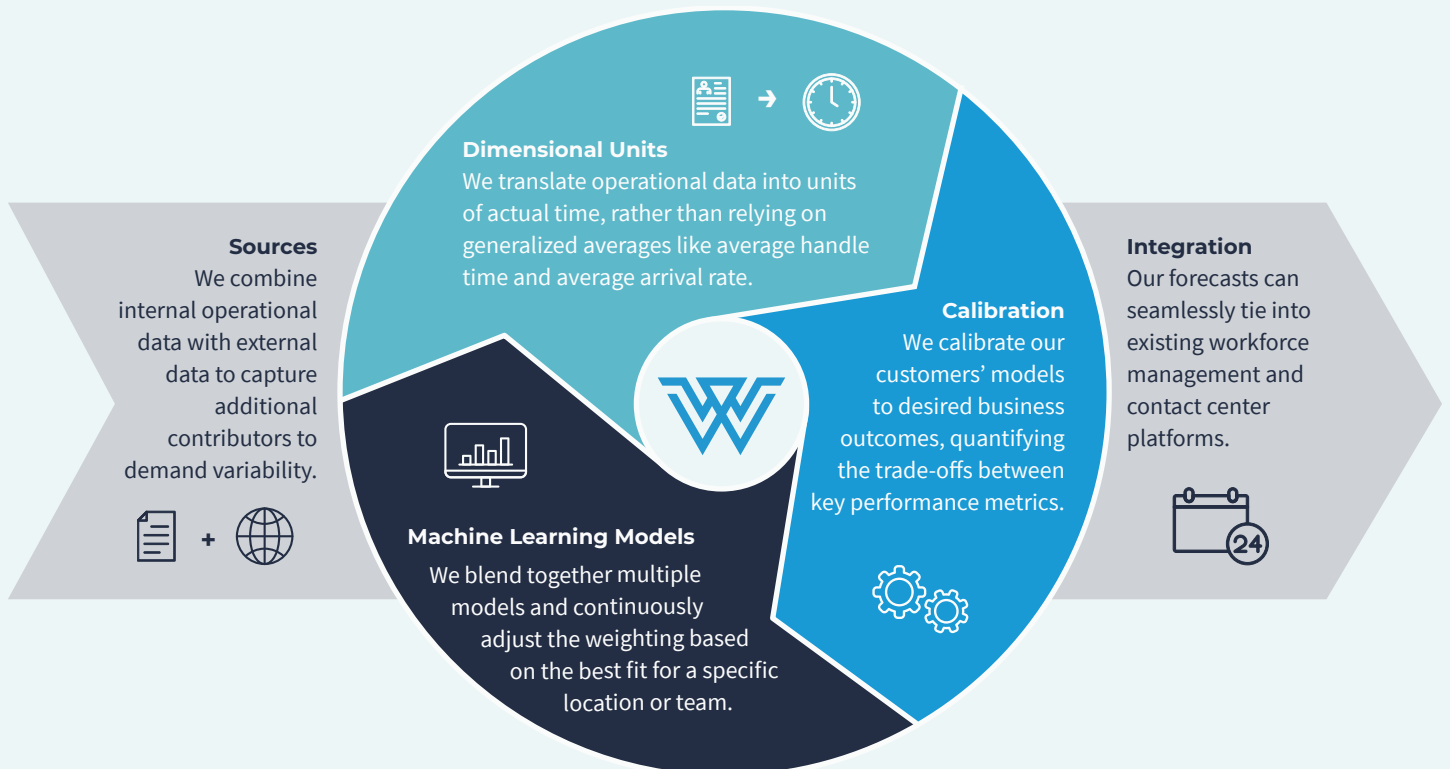 Sources
We combine
internal operational
data with external
data to capture
additional
contributors to
demand variability.
+
Dimensional Units
We translate operational data into units
of actual time, rather than relying on
generalized averages like average handle
time and average arrival rate.
Calibration
We calibrate our
customers’ models
to desired business
outcomes, quantifying
the trade-offs between
key performance metrics.
Machine Learning Models
We blend together multiple
models and continuously
adjust the weighting based
on the best fit for a specific
location or team.
Integration
Our forecasts can
seamlessly tie into
existing workforce
management and
contact center
platforms.
24